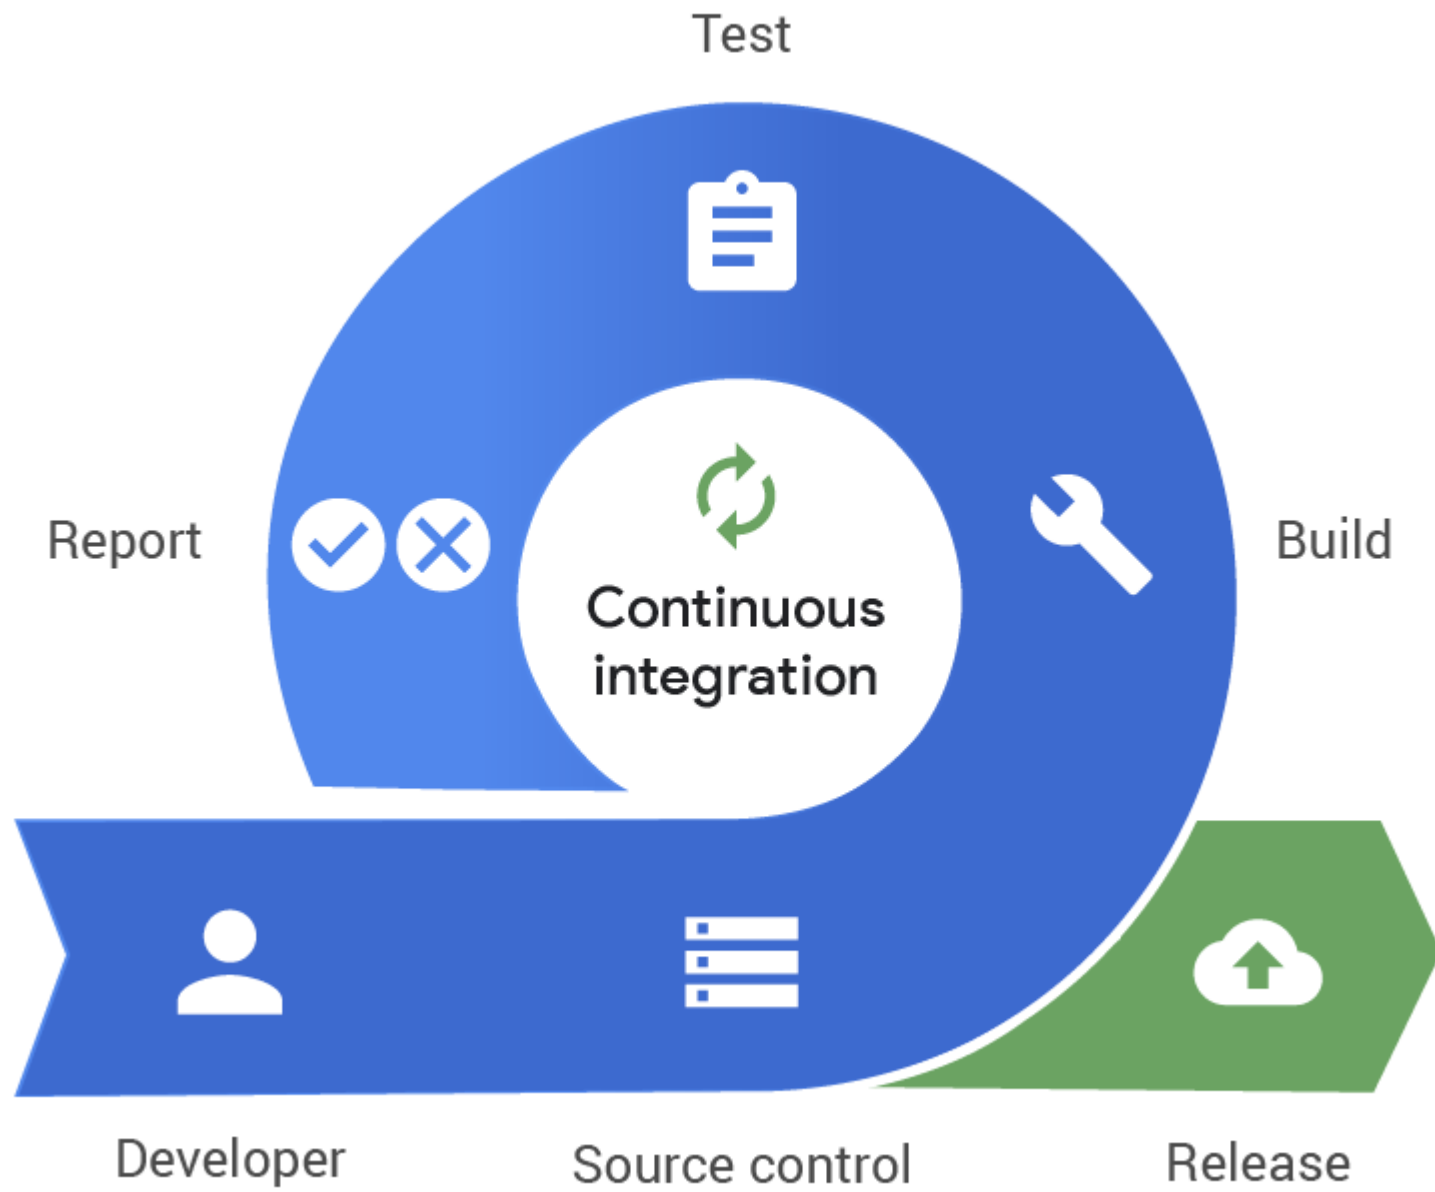 Test
Report
Continuous
integration
Build
Developer
Source control
Release